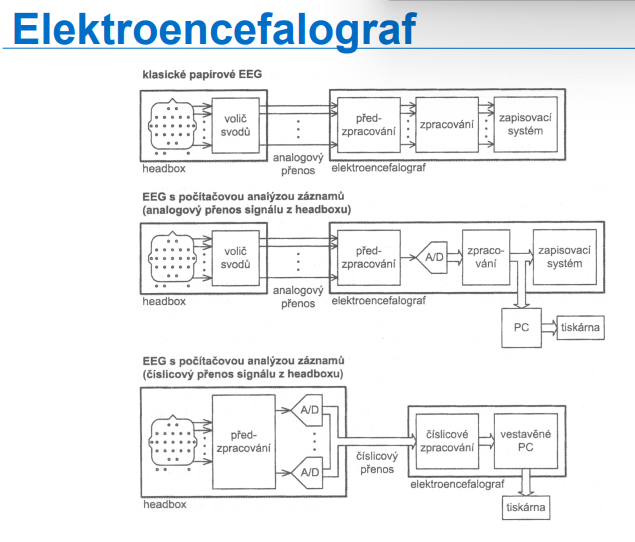 Elektroencefalograf
klasické papírové EEG
volič
svodů
před-
zpracování
zpracování
zapisovací
systém
headbox
analogový
přenos
elektroencefalograf
EEG s počítačovou analýzou záznamů
(analogový přenos signálu z headboxu)
volič
svodů
před-
zpracování
A/D
zpraco-
vání
zapisovací
systém
headbox
analogový
přenos
elektroencefalograf
PC
tiskárna
EEG s počítačovou analýzou záznamů
(číslicový přenos signálu z headboxu)
před-
zpracování
A/D
A/D
číslicový
přenos
číslicové
zpracování
vestavěné
PC
elektroencefalograf
headbox
tiskárna